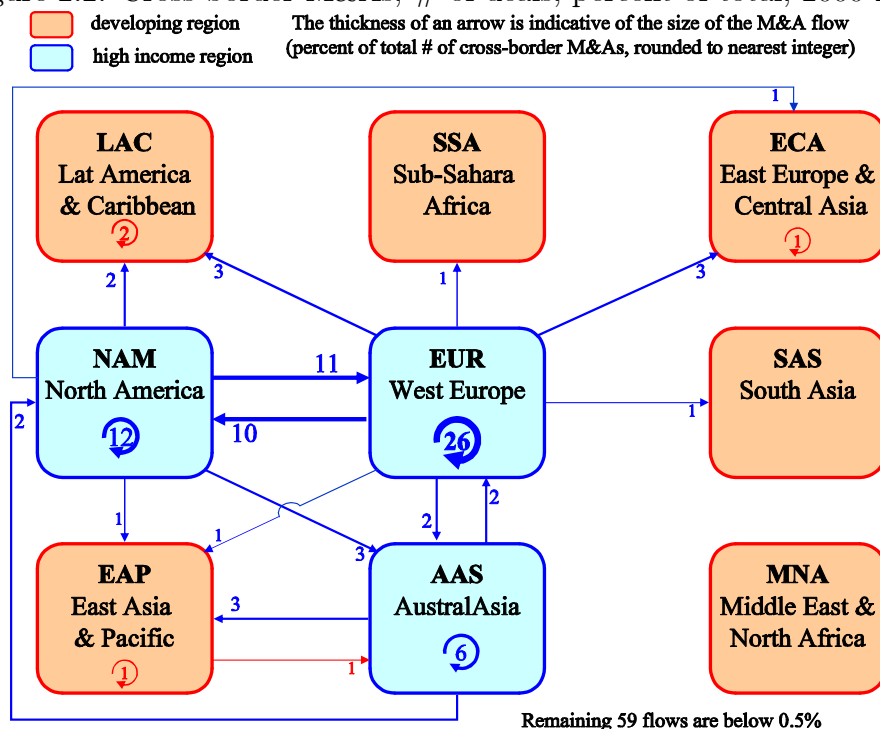 developing region
high income region
The thickness of an arrow is indicative of the size of the M&A flow
(percent of total # of cross-border M&As, rounded to nearest integer)
1
LAC
Lat America
& Caribbean
2
SSA
Sub-Sahara
Africa
ECA
East Europe &
Central Asia
1
2
3
1
3
NAM
North America
12
11
10
EUR
West Europe
26
SAS
South Asia
1
2
1
1
3
2
2
EAP
East Asia
& Pacific
1
3
1
AAS
AustralAsia
6
MNA
Middle East &
North Africa
Remaining 59 flows are below 0.5%